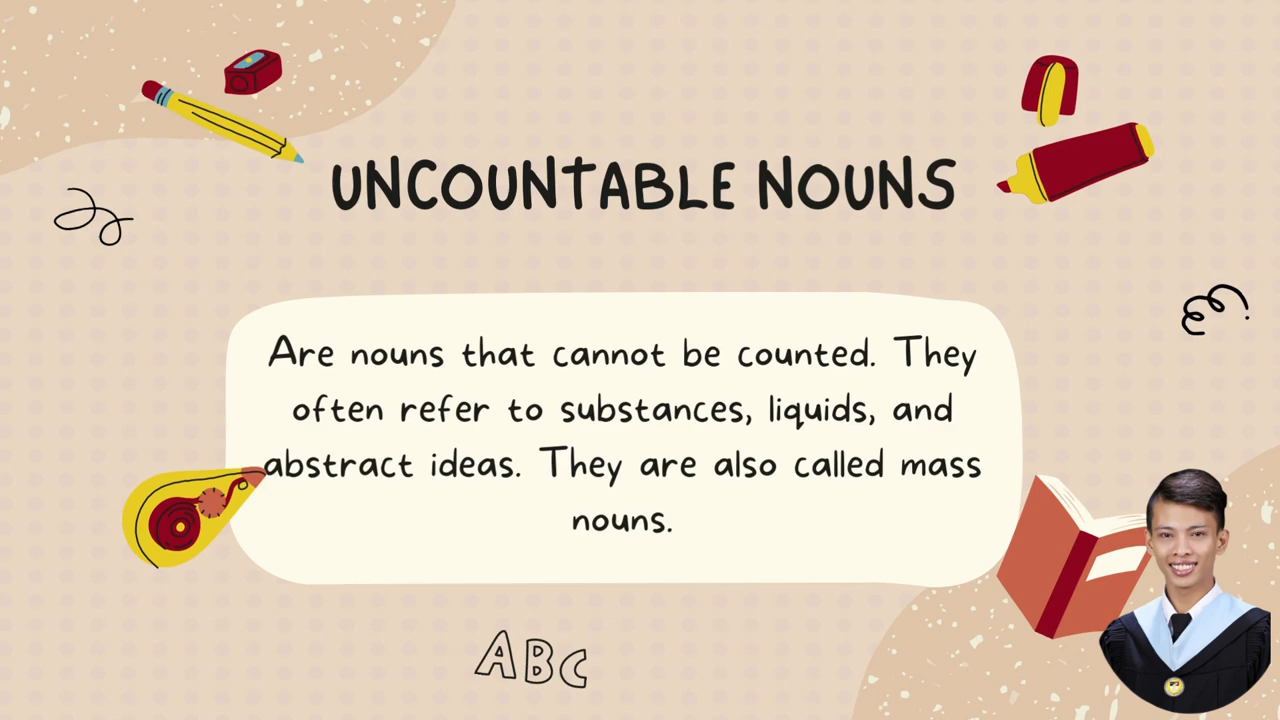 UNCOUNTABLE NOUNS
Are nouns that cannot be counted. They
often refer to substances, liquids, and
abstract ideas. They are also called mass
nouns.
ABC